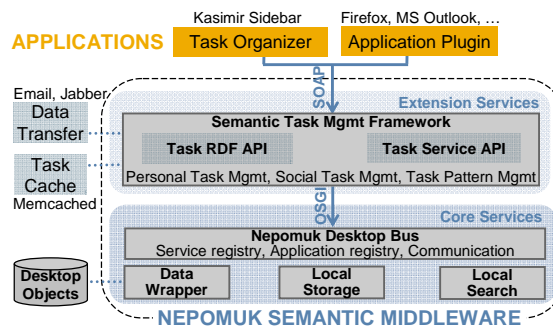 Kasimir Sidebar
Firefox, MS Outlook, ...
APPLICATIONS
Task Organizer
Application Plugin
SOAP
Email, Jabber
Data
Transfer
Task
Cache
Memcached
Extension Services
Semantic Task Mgmt Framework
Task RDF API
Task Service API
Personal Task Mgmt, Social Task Mgmt, Task Pattern Mgmt
OSGI
Core Services
Nepomuk Desktop Bus
Service registry, Application registry, Communication
Desktop
Objects
Data
Wrapper
Local
Storage
Local
Search
NEPOMUK SEMANTIC MIDDLEWARE